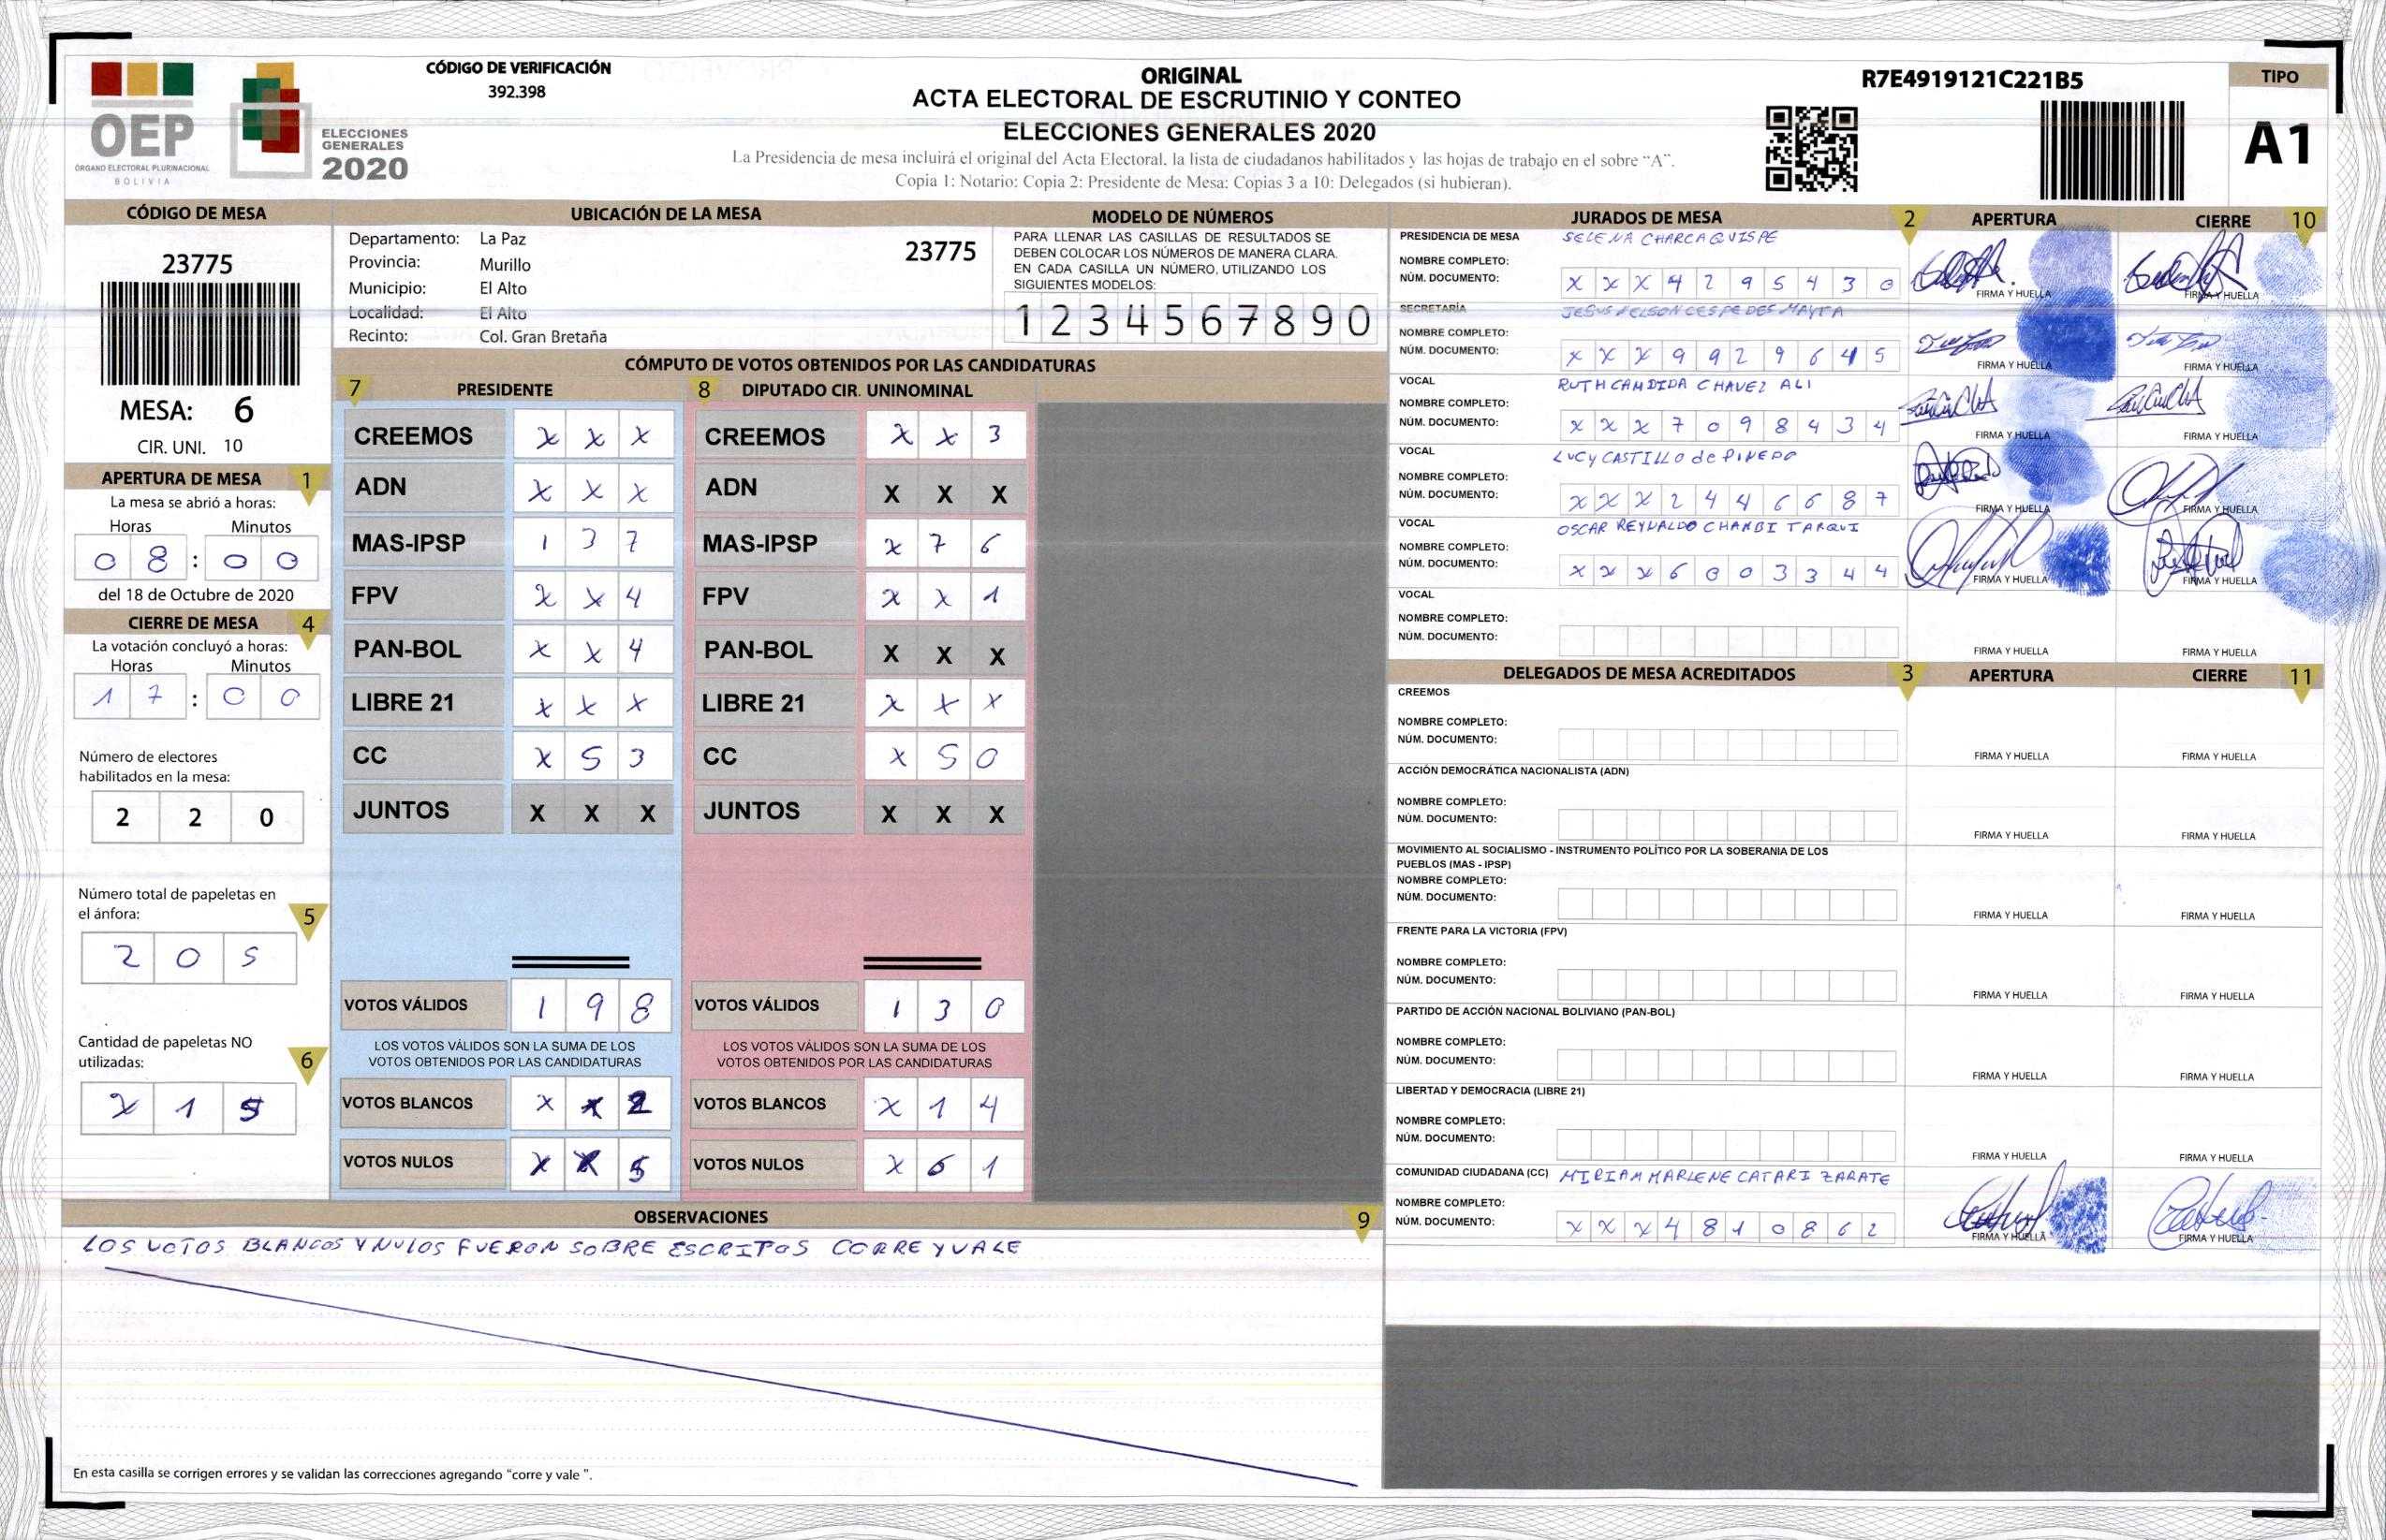 CÓDIGO DE VERIFICACIÓN
392.398
OEP
ÓRGANO ELECTORAL PLURINACIONAL
BOLIVIA
ELECCIONES
GENERALES
2020
ORIGINAL
ACTA ELECTORAL DE ESCRUTINIO Y CONTEO
ELECCIONES GENERALES 2020
La Presidencia de mesa incluirá el original del Acta Electoral, la lista de ciudadanos habilitados y las hojas de trabajo en el sobre “A”.
Copia 1: Notario: Copia 2: Presidente de Mesa: Copias 3 a 10: Delegados (si hubieran).
R7E4919121C221B5
TIPO
A1
CÓDIGO DE MESA
23775
MESA: 6
CIR. UNI. 10
APERTURA DE MESA 1
La mesa se abrió a horas:
Horas Minutos
0 8 : 0 0
del 18 de Octubre de 2020
CIERRE DE MESA 4
La votación concluyó a horas:
Horas Minutos
1 7 : 0 0
Número de electores
habilitados en la mesa:
2 2 0
Número total de papeletas en
el ánfora: 5
2 0 5
Cantidad de papeletas NO
utilizadas: 6
X 1 5
UBICACIÓN DE LA MESA
Departamento: La Paz 23775
Provincia: Murillo
Municipio: El Alto
Localidad: El Alto
Recinto: Col. Gran Bretaña
MODELO DE NÚMEROS
PARA LLENAR LAS CASILLAS DE RESULTADOS SE
DEBEN COLOCAR LOS NÚMEROS DE MANERA CLARA.
EN CADA CASILLA UN NÚMERO, UTILIZANDO LOS
SIGUIENTES MODELOS:
1 2 3 4 5 6 7 8 9 0
CÓMPUTO DE VOTOS OBTENIDOS POR LAS CANDIDATURAS
7 PRESIDENTE 8 DIPUTADO CIR. UNINOMINAL
CREEMOS X X X CREEMOS X X 3
ADN X X X ADN X X X
MAS-IPSP 1 3 7 MAS-IPSP X 7 6
FPV X X 4 FPV X X 1
PAN-BOL X X 4 PAN-BOL X X X
LIBRE 21 X X X LIBRE 21 X X X
CC X 5 3 CC X 5 0
JUNTOS X X X JUNTOS X X X
VOTOS VÁLIDOS 1 9 8 VOTOS VÁLIDOS 1 3 0
LOS VOTOS VÁLIDOS SON LA SUMA DE LOS LOS VOTOS VÁLIDOS SON LA SUMA DE LOS
VOTOS OBTENIDOS POR LAS CANDIDATURAS VOTOS OBTENIDOS POR LAS CANDIDATURAS
VOTOS BLANCOS X X 2 VOTOS BLANCOS X 1 4
VOTOS NULOS X X 5 VOTOS NULOS X 6 1
OBSERVACIONES 9
LOS VOTOS BLANCOS Y NULOS FUERON SOBRE ESCRITOS CORRE Y VALE
En esta casilla se corrigen errores y se validan las correcciones agregando “corre y vale ”.
JURADOS DE MESA 2 APERTURA CIERRE 10
PRESIDENCIA DE MESA SELENA CHARCA QUISPE
NOMBRE COMPLETO:
NÚM. DOCUMENTO: X X X 4 2 9 5 4 3 0
FIRMA Y HUELLA FIRMA Y HUELLA
SECRETARÍA JESUS NELSON CESPEDES MAYTA
NOMBRE COMPLETO:
NÚM. DOCUMENTO: X X X 9 9 2 9 6 4 5
FIRMA Y HUELLA FIRMA Y HUELLA
VOCAL RUTH CANDIDA CHAVEZ ALI
NOMBRE COMPLETO:
NÚM. DOCUMENTO: X X X 7 0 9 8 4 3 4
FIRMA Y HUELLA FIRMA Y HUELLA
VOCAL LUCY CASTILLO de PINEDO
NOMBRE COMPLETO:
NÚM. DOCUMENTO: X X X 2 4 4 6 6 8 7
FIRMA Y HUELLA FIRMA Y HUELLA
VOCAL OSCAR REYNALDO CHAMBI TARQUI
NOMBRE COMPLETO:
NÚM. DOCUMENTO: X X X 6 0 0 3 3 4 4
FIRMA Y HUELLA FIRMA Y HUELLA
VOCAL
NOMBRE COMPLETO:
NÚM. DOCUMENTO:
FIRMA Y HUELLA FIRMA Y HUELLA
DELEGADOS DE MESA ACREDITADOS 3 APERTURA CIERRE 11
CREEMOS
NOMBRE COMPLETO:
NÚM. DOCUMENTO:
FIRMA Y HUELLA FIRMA Y HUELLA
ACCIÓN DEMOCRÁTICA NACIONALISTA (ADN)
NOMBRE COMPLETO:
NÚM. DOCUMENTO:
FIRMA Y HUELLA FIRMA Y HUELLA
MOVIMIENTO AL SOCIALISMO - INSTRUMENTO POLÍTICO POR LA SOBERANIA DE LOS
PUEBLOS (MAS - IPSP)
NOMBRE COMPLETO:
NÚM. DOCUMENTO:
FIRMA Y HUELLA FIRMA Y HUELLA
FRENTE PARA LA VICTORIA (FPV)
NOMBRE COMPLETO:
NÚM. DOCUMENTO:
FIRMA Y HUELLA FIRMA Y HUELLA
PARTIDO DE ACCIÓN NACIONAL BOLIVIANO (PAN-BOL)
NOMBRE COMPLETO:
NÚM. DOCUMENTO:
FIRMA Y HUELLA FIRMA Y HUELLA
LIBERTAD Y DEMOCRACIA (LIBRE 21)
NOMBRE COMPLETO:
NÚM. DOCUMENTO:
FIRMA Y HUELLA FIRMA Y HUELLA
COMUNIDAD CIUDADANA (CC) MIRIAM MARLENE CATARI ZARATE
NOMBRE COMPLETO:
NÚM. DOCUMENTO: X X X 4 8 1 0 8 6 2
FIRMA Y HUELLA FIRMA Y HUELLA